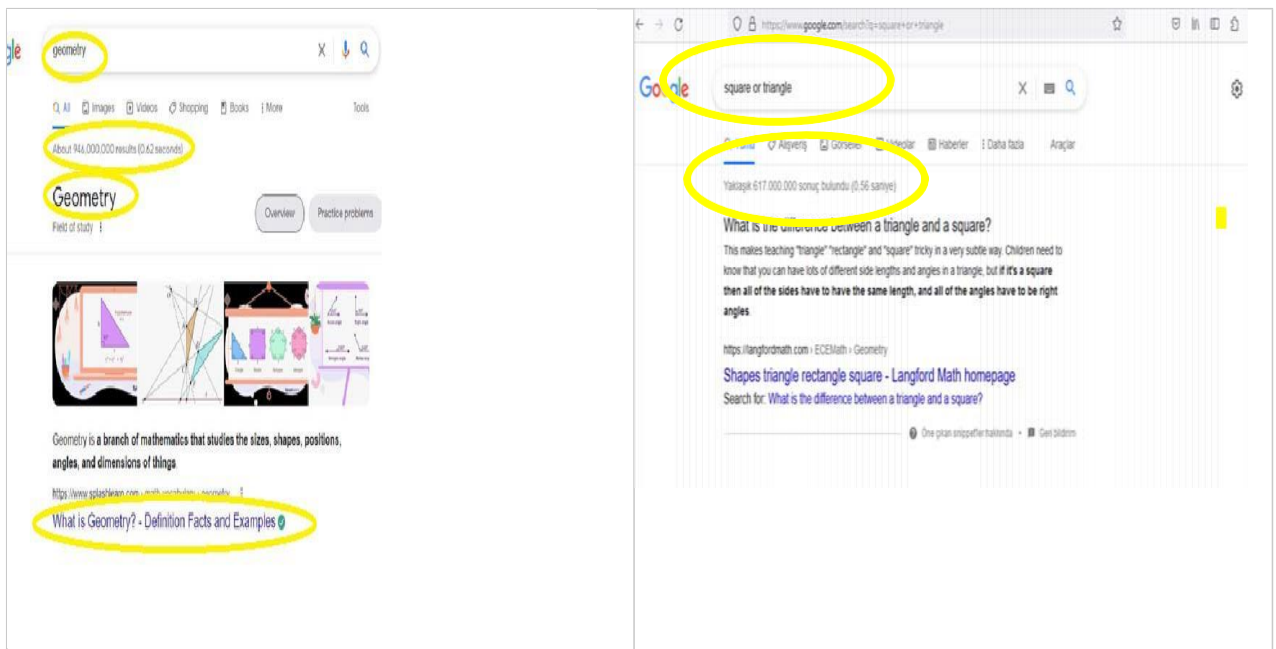 gle
geometry
All Images Videos Shopping Books More Tools
About 946.000.000 results (0.62 seconds)
Geometry
Field of study
Overview
Practice problems
Geometry is a branch of mathematics that studies the sizes, shapes, positions,
angles, and dimensions of things
https://www.splashlearn.com › math-vocabulary › geometry
What is Geometry? - Definition Facts and Examples
https://www.google.com/search?q=square+or+triangle
Google
square or triangle
Alışveriş Görseller Videolar Haberler Daha fazla Araçlar
Yaklaşık 617.000.000 sonuç bulundu (0.56 saniye)
What is the difference between a triangle and a square?
This makes teaching "triangle" "rectangle" and "square" tricky in a very subtle way. Children need to
know that you can have lots of different side lengths and angles in a triangle, but if it's a square
then all of the sides have to have the same length, and all of the angles have to be right
angles
https://langfordmath.com › ECEMath › Geometry
Shapes triangle rectangle square - Langford Math homepage
Search for: What is the difference between a triangle and a square?
Öne çıkan snippet'ler hakkında • Geri bildirim